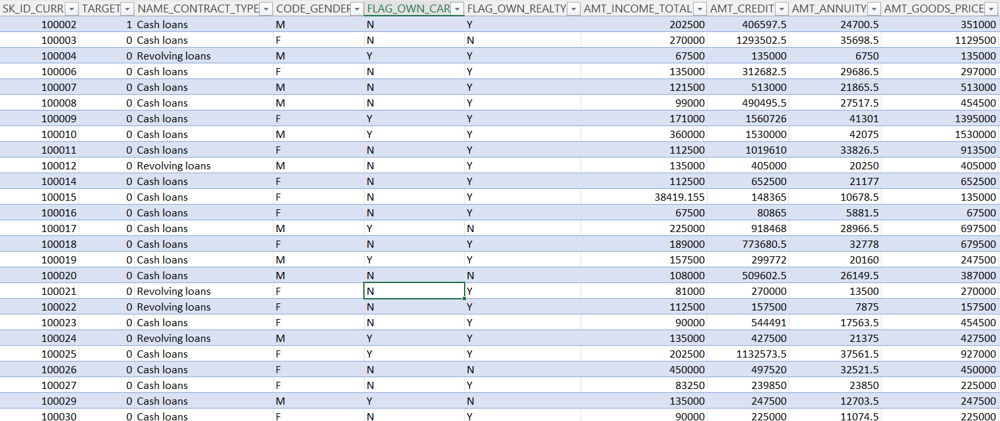 SK_ID_CURR TARGET NAME_CONTRACT_TYPE CODE_GENDER FLAG_OWN_CAR FLAG_OWN_REALTY AMT_INCOME_TOTAL AMT_CREDIT AMT_ANNUITY AMT_GOODS_PRICE
100002 1 Cash loans M N Y 202500 406597.5 24700.5 351000
100003 0 Cash loans F N N 270000 1293502.5 35698.5 1129500
100004 0 Revolving loans M Y Y 67500 135000 6750 135000
100006 0 Cash loans F N Y 135000 312682.5 29686.5 297000
100007 0 Cash loans M N Y 121500 513000 21865.5 513000
100008 0 Cash loans M N Y 99000 490495.5 27517.5 454500
100009 0 Cash loans F Y Y 171000 1560726 41301 1395000
100010 0 Cash loans M Y Y 360000 1530000 42075 1530000
100011 0 Cash loans F N Y 112500 1019610 33826.5 913500
100012 0 Revolving loans M N Y 135000 405000 20250 405000
100014 0 Cash loans F N Y 112500 652500 21177 652500
100015 0 Cash loans F N Y 38419.155 148365 10678.5 135000
100016 0 Cash loans F N Y 67500 80865 5881.5 67500
100017 0 Cash loans M Y N 225000 918468 28966.5 697500
100018 0 Cash loans F N Y 189000 773680.5 32778 679500
100019 0 Cash loans M Y Y 157500 299772 20160 247500
100020 0 Cash loans M N N 108000 509602.5 26149.5 387000
100021 0 Revolving loans F N Y 81000 270000 13500 270000
100022 0 Revolving loans F N Y 112500 157500 7875 157500
100023 0 Cash loans F N Y 90000 544491 17563.5 454500
100024 0 Revolving loans M Y Y 135000 427500 21375 427500
100025 0 Cash loans F Y Y 202500 1132573.5 37561.5 927000
100026 0 Cash loans F N N 450000 497520 32521.5 450000
100027 0 Cash loans F N Y 83250 239850 23850 225000
100029 0 Cash loans M Y N 135000 247500 12703.5 247500
100030 0 Cash loans F N Y 90000 225000 11074.5 225000